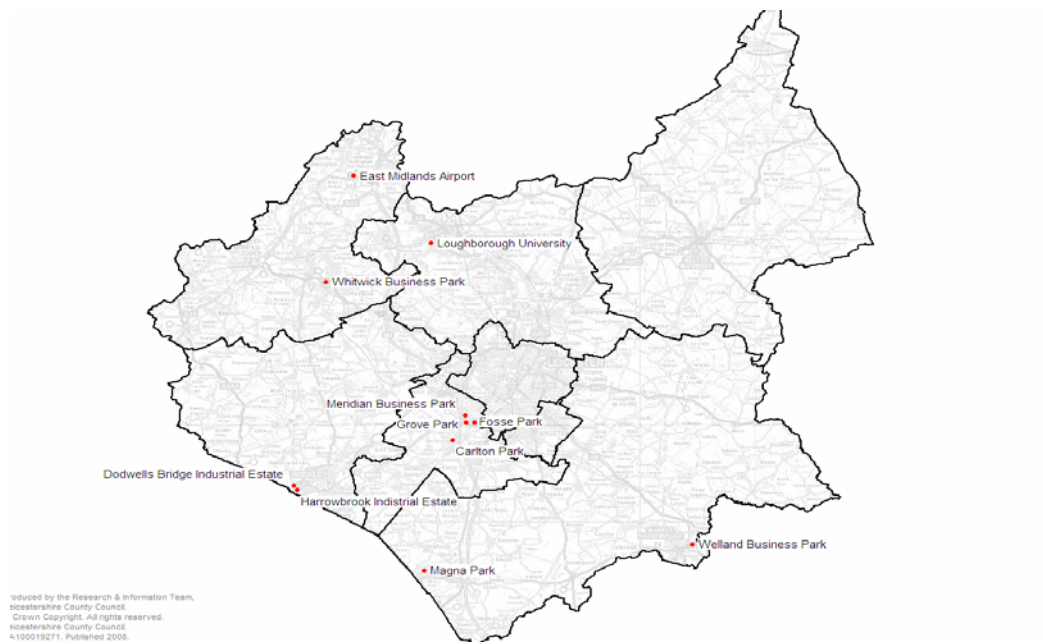 East Midlands Airport
Loughborough University
Whitwick Business Park
Meridian Business Park
Grove Park
Fosse Park
Carlton Park
Dodwells Bridge Industrial Estate
Harrowbrook Indistrial Estate
Welland Business Park
Magna Park
roduced by the Research & Information Team,
eicestershire County Council.
Crown Copyright. All rights reserved.
eicestershire County Council.
A100019271. Published 2008.